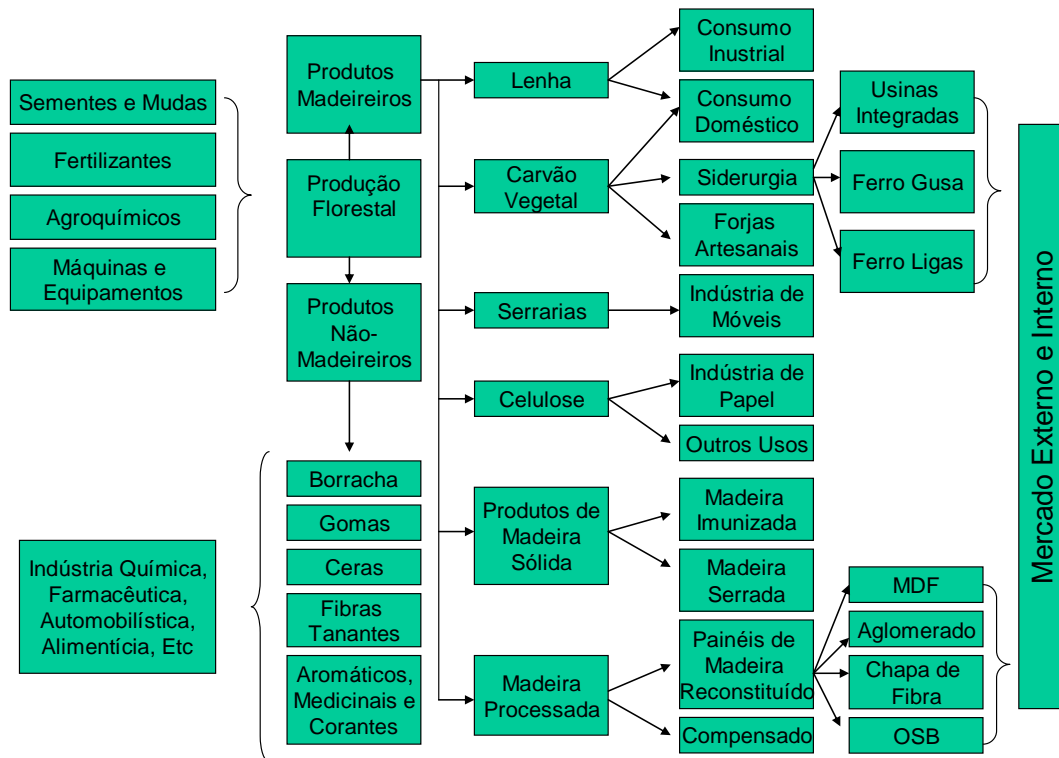 Sementes e Mudas
Fertilizantes
Agroquímicos
Máquinas e
Equipamentos
Produtos
Madeireiros
Produção
Florestal
Produtos
Não-
Madeireiros
Borracha
Gomas
Ceras
Fibras
Tanantes
Aromáticos,
Medicinais e
Corantes
Indústria Química,
Farmacêutica,
Automobilística,
Alimentícia, Etc
Lenha
Carvão
Vegetal
Serrarias
Celulose
Produtos de
Madeira
Sólida
Madeira
Processada
Consumo
Inustrial
Consumo
Doméstico
Siderurgia
Forjas
Artesanais
Indústria de
Móveis
Indústria de
Papel
Outros Usos
Madeira
Imunizada
Madeira
Serrada
Painéis de
Madeira
Reconstituído
Compensado
Usinas
Integradas
Ferro Gusa
Ferro Ligas
MDF
Aglomerado
Chapa de
Fibra
OSB
Mercado Externo e Interno